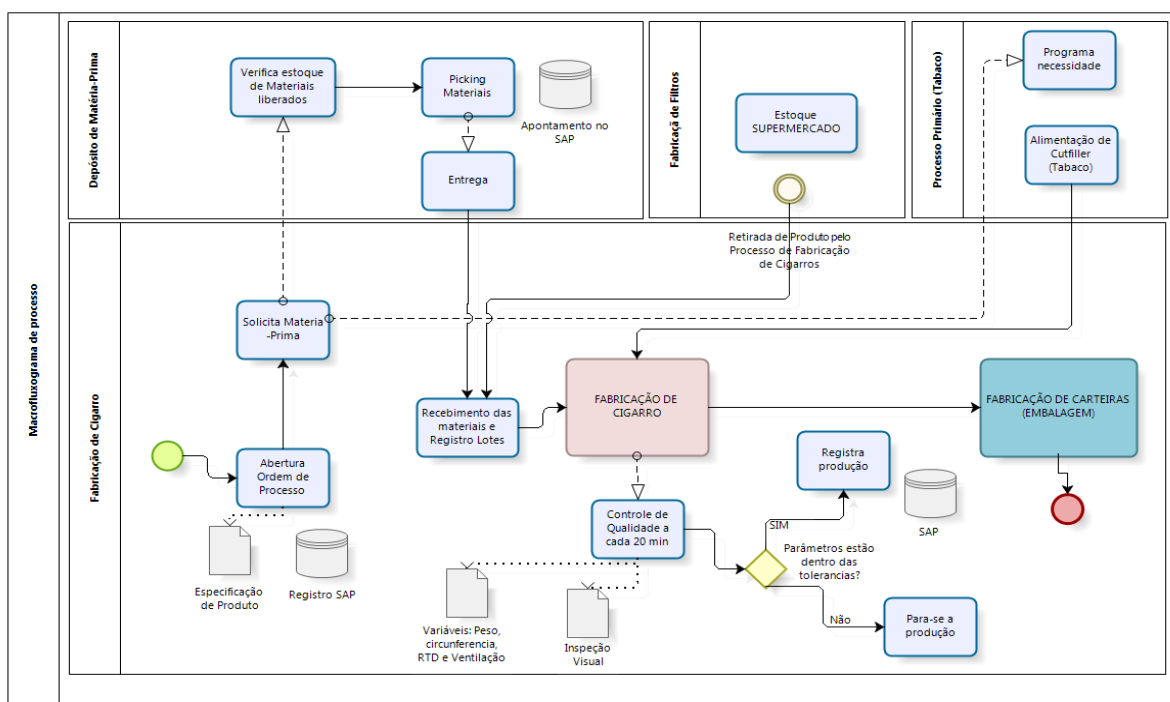 Macrofluxograma de processo
Depósito de Matéria-Prima
Verifica estoque
de Materiais
liberados
Picking
Materiais
Apontamento no
SAP
Entrega
Fabricaçã de Filtros
Estoque
SUPERMERCADO
Retirada de Produto pelo
Processo de Fabricação
de Cigarros
Processo Primário (Tabaco)
Programa
necessidade
Alimentação de
Cutfiller
(Tabaco)
Fabricação de Cigarro
Solicita Materia
-Prima
Abertura
Ordem de
Processo
Especificação
de Produto
Registro SAP
Recebimento das
materiais e
Registro Lotes
FABRICAÇÃO DE
CIGARRO
FABRICAÇÃO DE CARTEIRAS
(EMBALAGEM)
Controle de
Qualidade a
cada 20 min
Variáveis: Peso,
circunferencia,
RTD e Ventilação
Inspeção
Visual
SIM
Registra
produção
SAP
Parâmetros estão
dentro das
tolerancias?
Não
Para-se a
produção